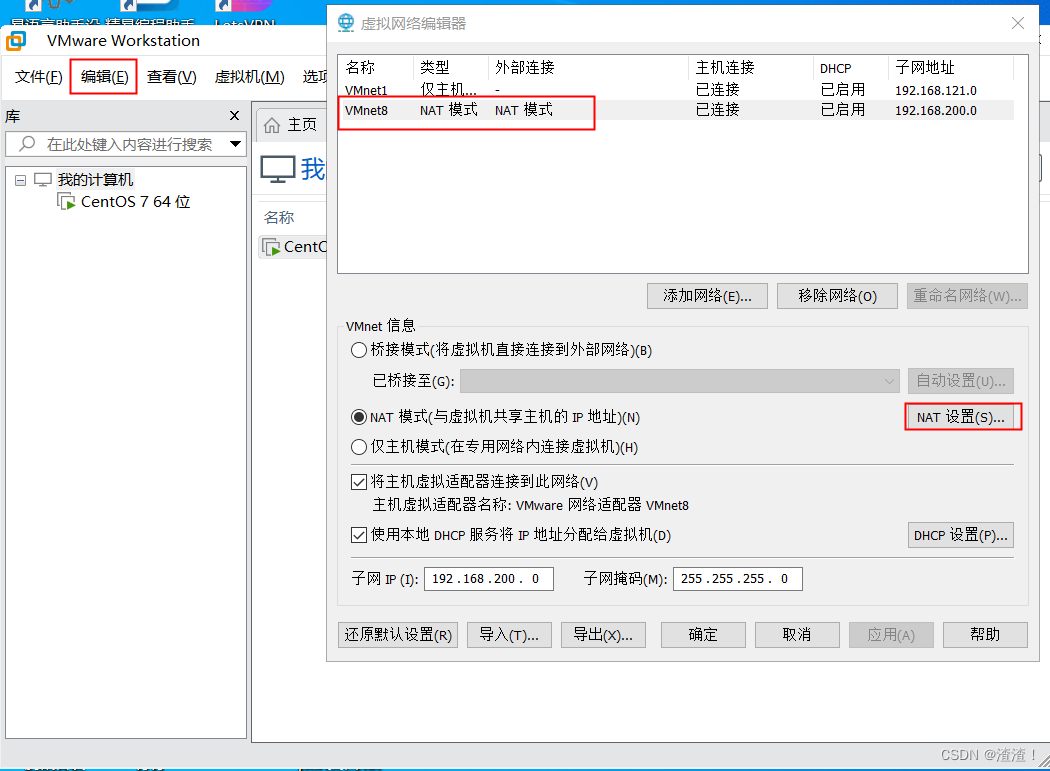 易语言助手设 精易编程助手 LetsVPN
VMware Workstation
文件(F) 编辑(E) 查看(V) 虚拟机(M) 选项
库
在此处键入内容进行搜索
我的计算机
CentOS 7 64 位
主页
我
名称
CentO
虚拟网络编辑器
名称 类型 外部连接 主机连接 DHCP 子网地址
VMnet1 仅主机... - 已连接 已启用 192.168.121.0
VMnet8 NAT 模式 NAT 模式 已连接 已启用 192.168.200.0
添加网络(E)... 移除网络(O) 重命名网络(W)...
VMnet 信息
桥接模式(将虚拟机直接连接到外部网络)(B)
已桥接至(G): 自动设置(U)...
NAT 模式(与虚拟机共享主机的 IP 地址)(N) NAT 设置(S)...
仅主机模式(在专用网络内连接虚拟机)(H)
将主机虚拟适配器连接到此网络(V)
主机虚拟适配器名称: VMware 网络适配器 VMnet8
使用本地 DHCP 服务将 IP 地址分配给虚拟机(D) DHCP 设置(P)...
子网 IP (I): 192.168.200. 0 子网掩码(M): 255.255.255. 0
还原默认设置(R) 导入(T)... 导出(X)... 确定 取消 应用(A) 帮助
CSDN @渣渣！